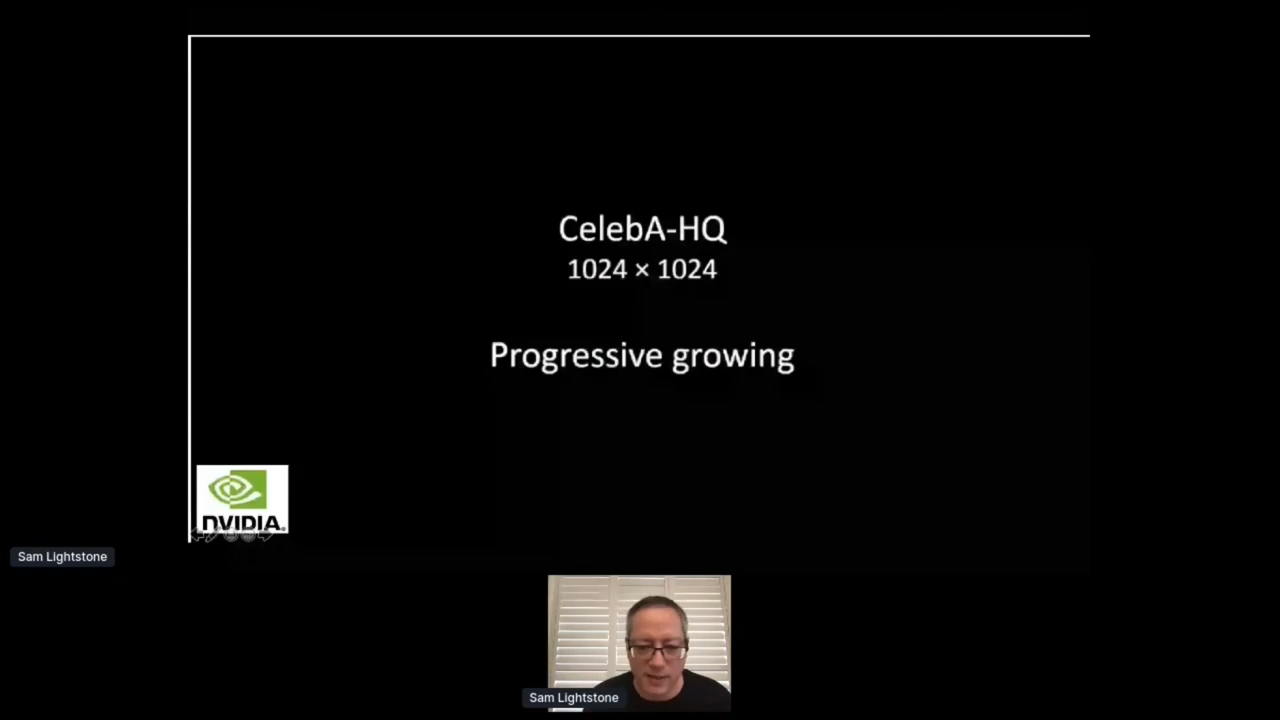 CelebA-HQ
1024 × 1024
Progressive growing
NVIDIA
Sam Lightstone
Sam Lightstone